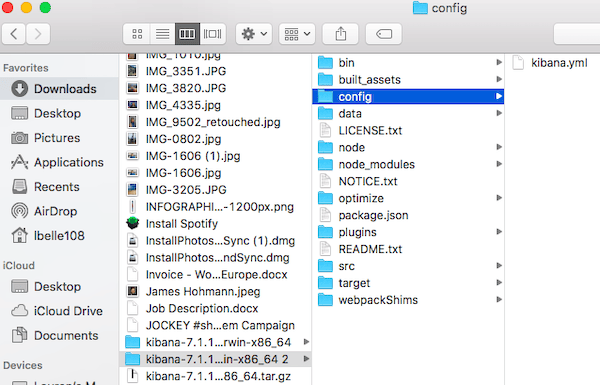 config
Favorites
Downloads
Desktop
Pictures
Applications
Recents
AirDrop
lbelle108
iCloud
Desktop
iCloud Drive
Documents
Devices
IMG_1010.jpg
IMG_3351.JPG
IMG_3820.JPG
IMG_4335.jpg
IMG_9502_retouched.jpg
IMG-0802.jpg
IMG-1606 (1).jpg
IMG-1606.jpg
IMG-3205.JPG
INFOGRAPHI...-1200px.png
Install Spotify
InstallPhotos...Sync (1).dmg
InstallPhotos...ndSync.dmg
Invoice - Wo...Europe.docx
James Hohmann.jpeg
Job Description.docx
JOCKEY #sh...em Campaign
kibana-7.1.1...rwin-x86_64
kibana-7.1.1...in-x86_64 2
kibana-7.1.1...86_64.tar.gz
bin
built_assets
config
data
LICENSE.txt
node
node_modules
NOTICE.txt
optimize
package.json
plugins
README.txt
src
target
webpackShims
kibana.yml